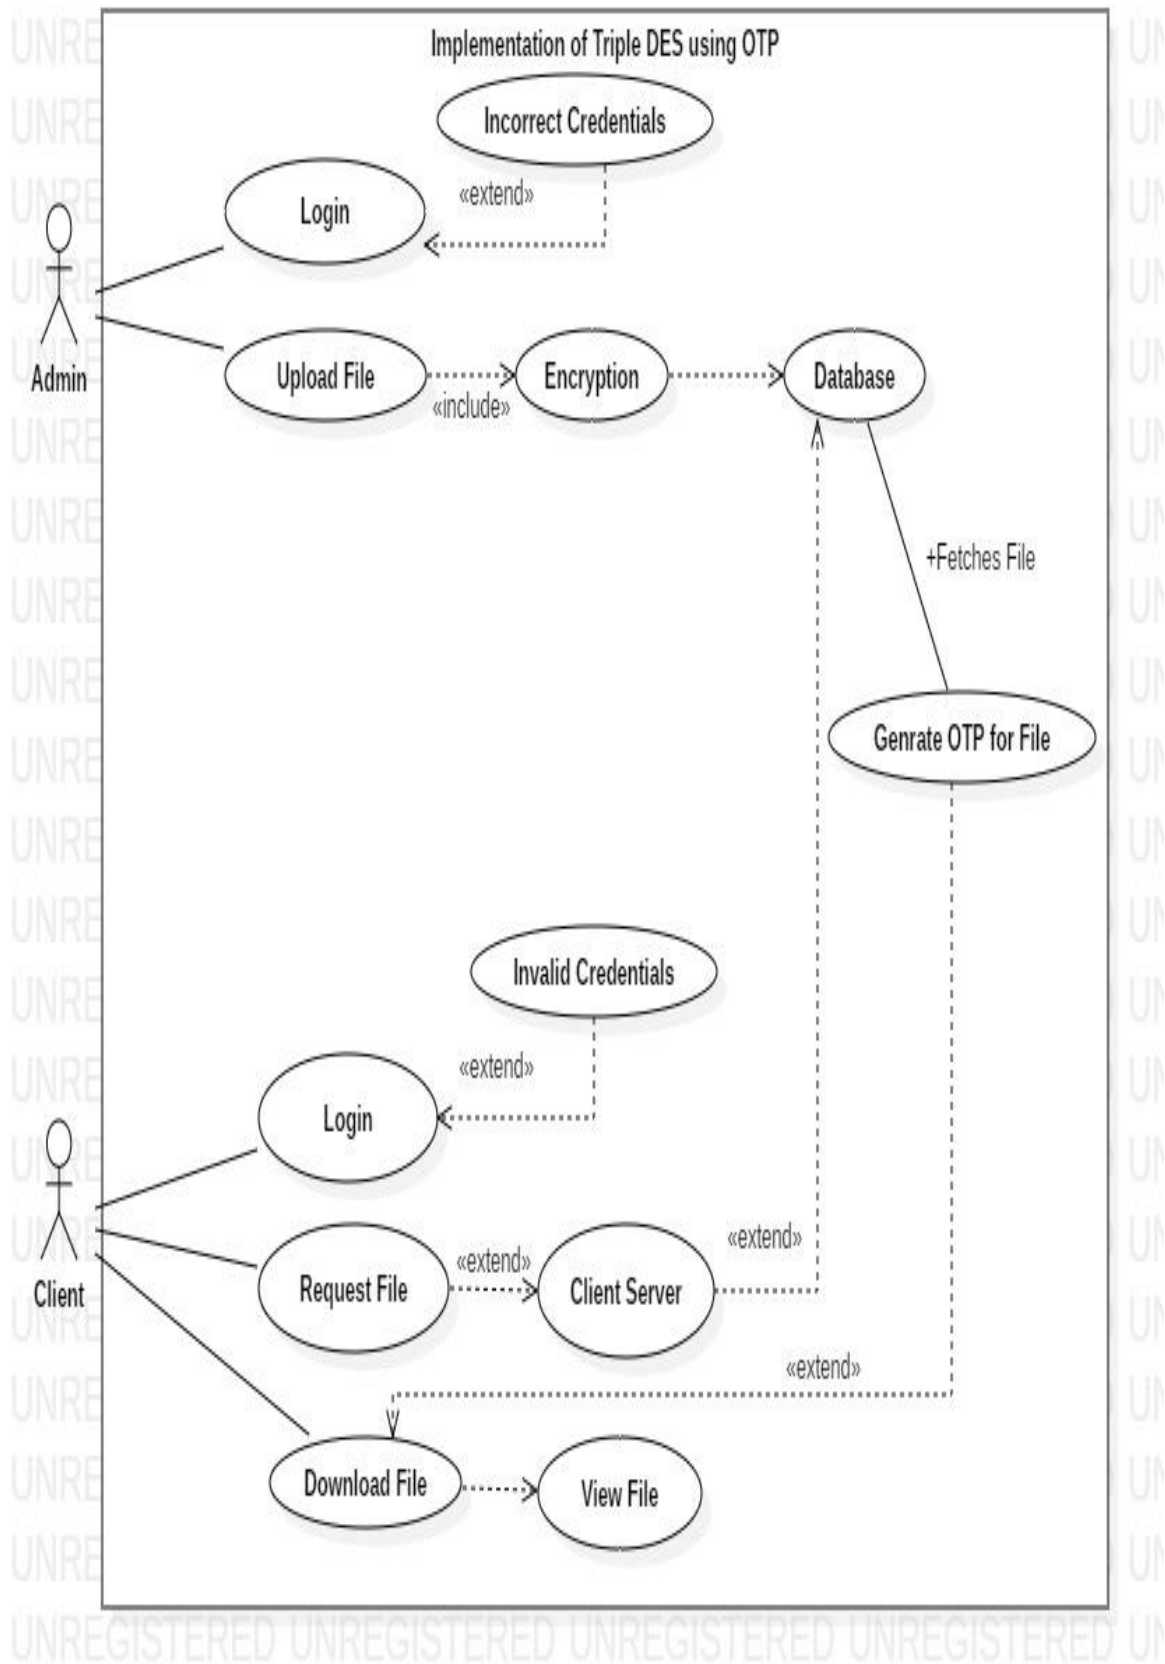 Implementation of Triple DES using OTP
Incorrect Credentials
«extend»
Login
Admin
Upload File
«include»
Encryption
Database
+Fetches File
Genrate OTP for File
Invalid Credentials
«extend»
Login
Client
Request File
«extend»
Client Server
«extend»
«extend»
Download File
View File
UNREGISTERED UNREGISTERED UNREGISTERED UN